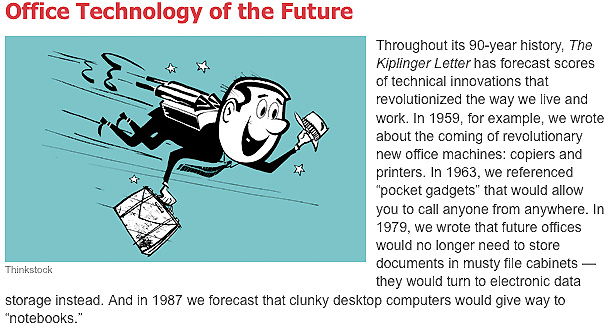 Office Technology of the Future
Throughout its 90-year history, The
Kiplinger Letter has forecast scores
of technical innovations that
revolutionized the way we live and
work. In 1959, for example, we wrote
about the coming of revolutionary
new office machines: copiers and
printers. In 1963, we referenced
“pocket gadgets” that would allow
you to call anyone from anywhere. In
1979, we wrote that future offices
would no longer need to store
documents in musty file cabinets —
they would turn to electronic data
Thinkstock
storage instead. And in 1987 we forecast that clunky desktop computers would give way to
“notebooks.”